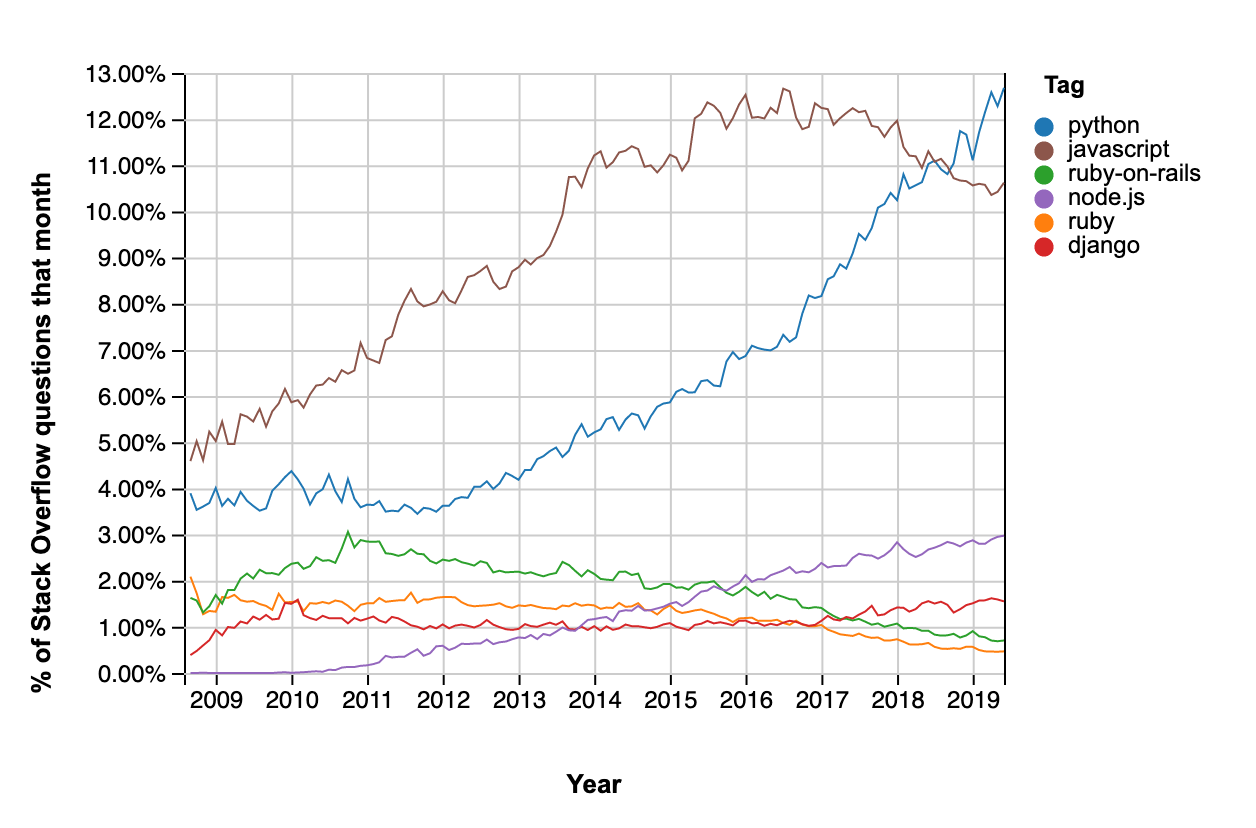 % of Stack Overflow questions that month
13.00%
12.00%
11.00%
10.00%
9.00%
8.00%
7.00%
6.00%
5.00%
4.00%
3.00%
2.00%
1.00%
0.00%
2009 2010 2011 2012 2013 2014 2015 2016 2017 2018 2019
Year
Tag
python
javascript
ruby-on-rails
node.js
ruby
django